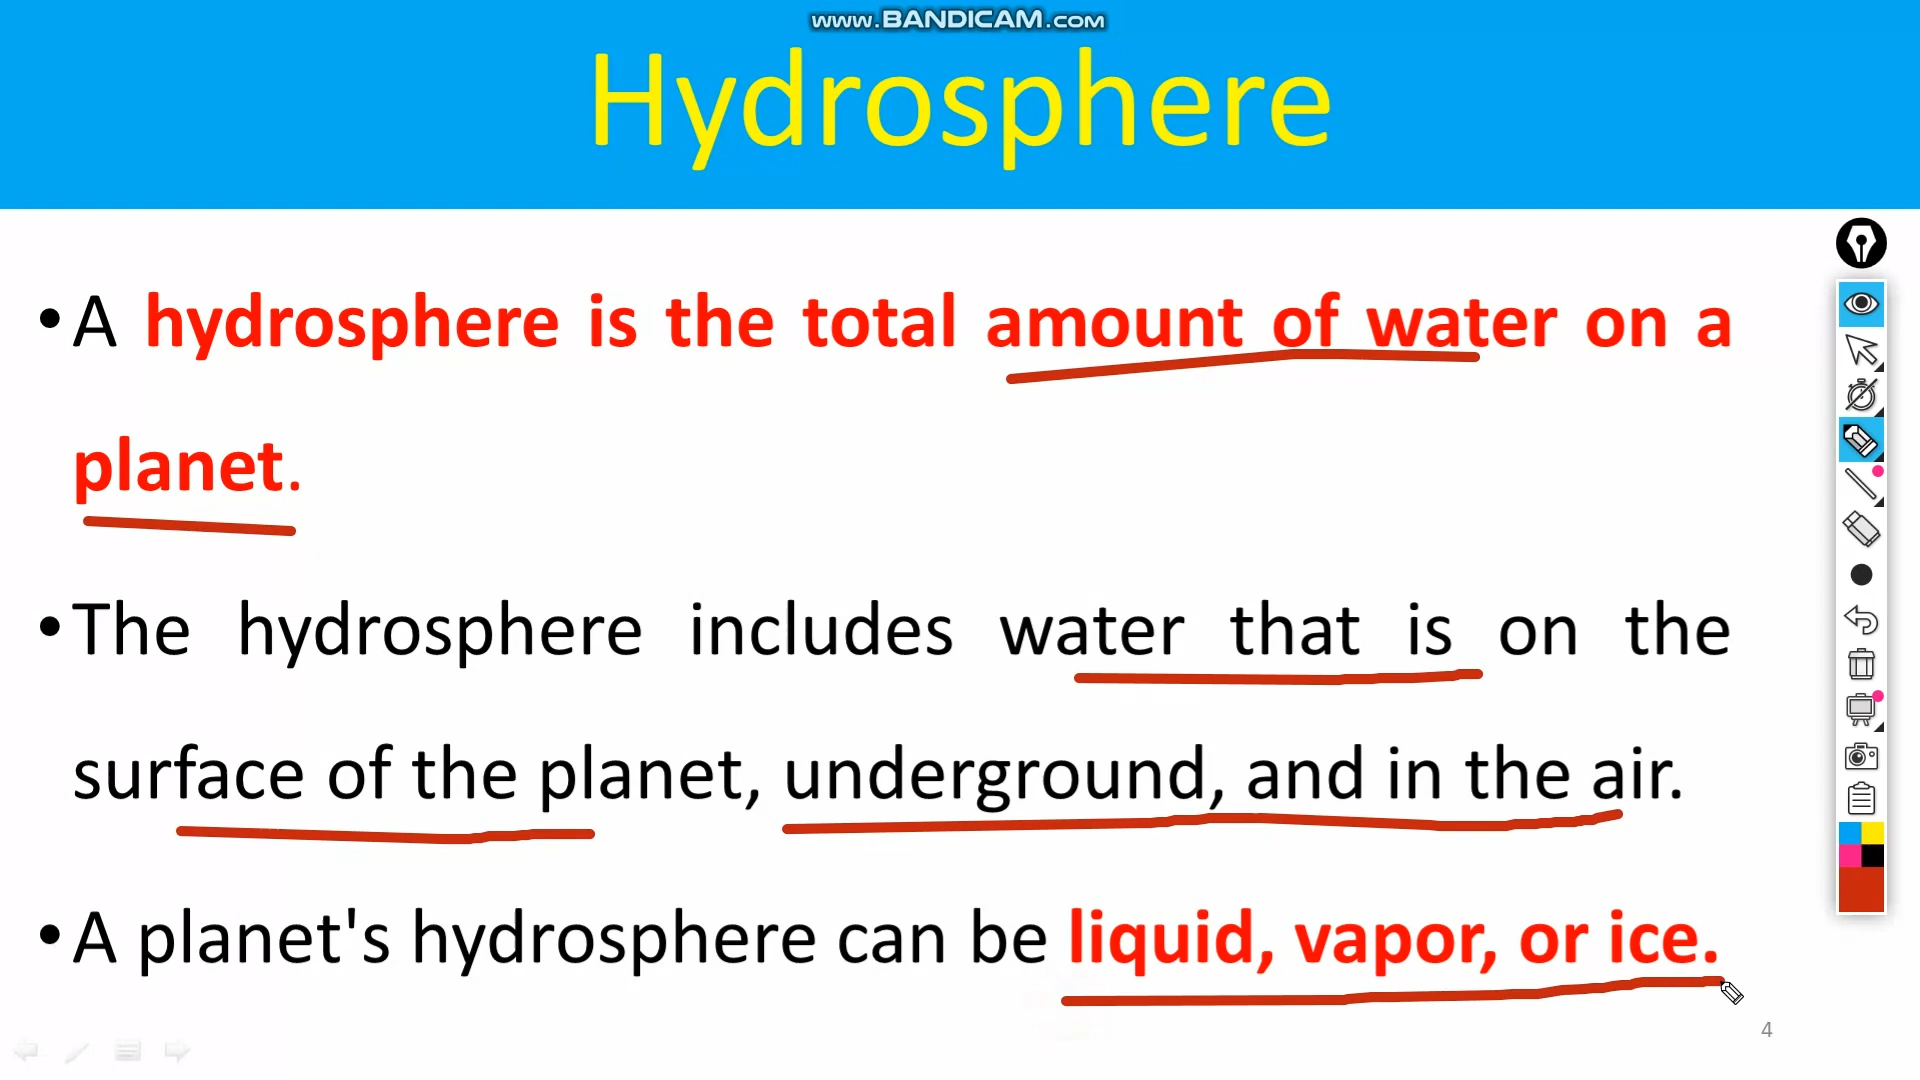 www.BANDICAM.com
Hydrosphere
•A hydrosphere is the total amount of water on a
planet.
•The hydrosphere includes water that is on the
surface of the planet, underground, and in the air.
•A planet's hydrosphere can be liquid, vapor, or ice.
4